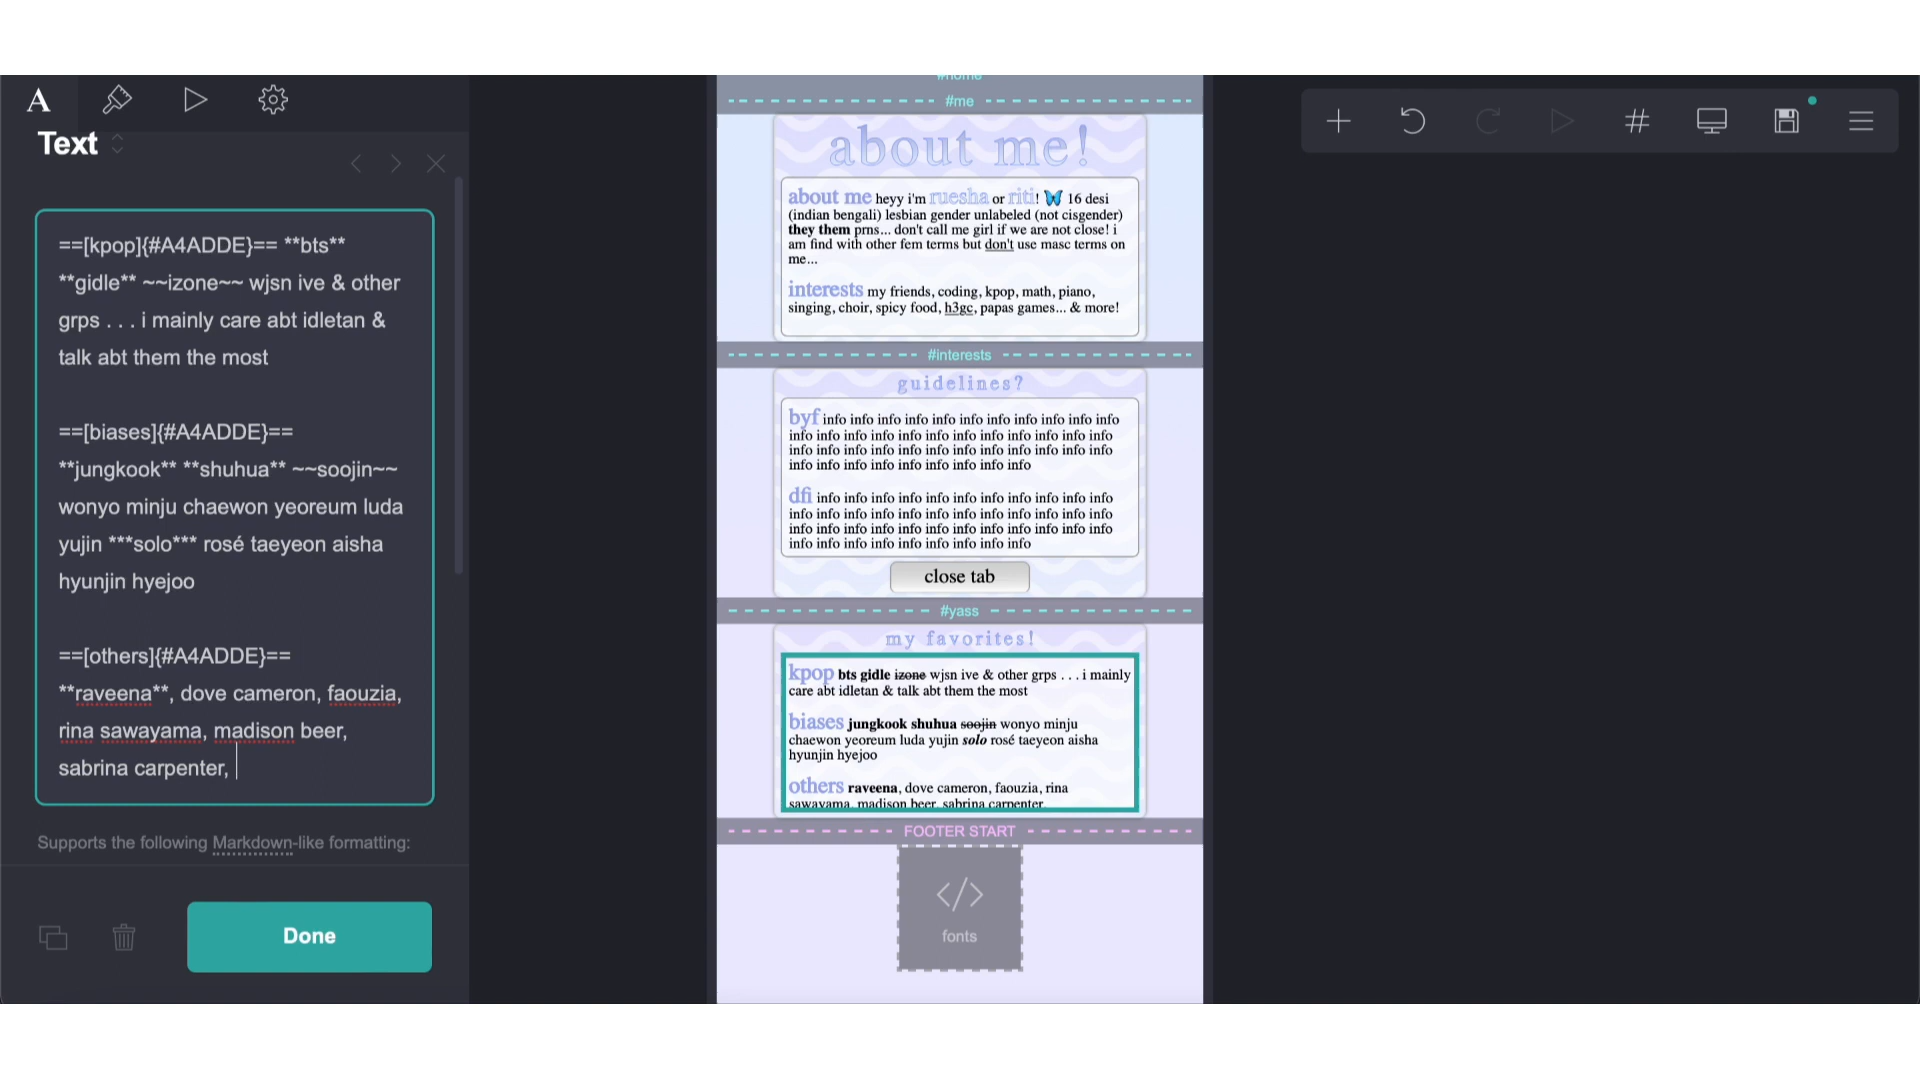 A
Text
==[kpop]{#A4ADDE}== **bts**
**gidle** ~~izone~~ wjsn ive & other
grps . . . i mainly care abt idletan &
talk abt them the most
==[biases]{#A4ADDE}==
**jungkook** **shuhua** ~~soojin~~
wonyo minju chaewon yeoreum luda
yujin ***solo*** rosé taeyeon aisha
hyunjin hyejoo
==[others]{#A4ADDE}==
**raveena**, dove cameron, faouzia,
rina sawayama, madison beer,
sabrina carpenter,
Supports the following Markdown-like formatting:
Done
#home
#me
about me!
about me heyy i'm ruesha or riti! 🦋 16 desi
(indian bengali) lesbian gender unlabeled (not cisgender)
they them prns... don't call me girl if we are not close! i
am find with other fem terms but don't use masc terms on
me...
interests my friends, coding, kpop, math, piano,
singing, choir, spicy food, h3gc, papas games... & more!
#interests
guidelines?
byf info info info info info info info info info info info
info info info info info info info info info info info info
info info info info info info info info info info info info
info info info info info info info info info
dfi info info info info info info info info info info info
info info info info info info info info info info info info
info info info info info info info info info info info info
info info info info info info info info info
close tab
#yass
my favorites!
kpop bts gidle izone wjsn ive & other grps . . . i mainly
care abt idletan & talk abt them the most
biases jungkook shuhua soojin wonyo minju
chaewon yeoreum luda yujin solo rosé taeyeon aisha
hyunjin hyejoo
others raveena, dove cameron, faouzia, rina
sawayama, madison beer, sabrina carpenter,
FOOTER START
</>
fonts
#